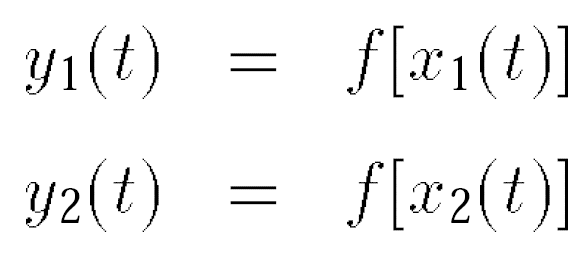 y₁(t) = f[x₁(t)]
y₂(t) = f[x₂(t)]